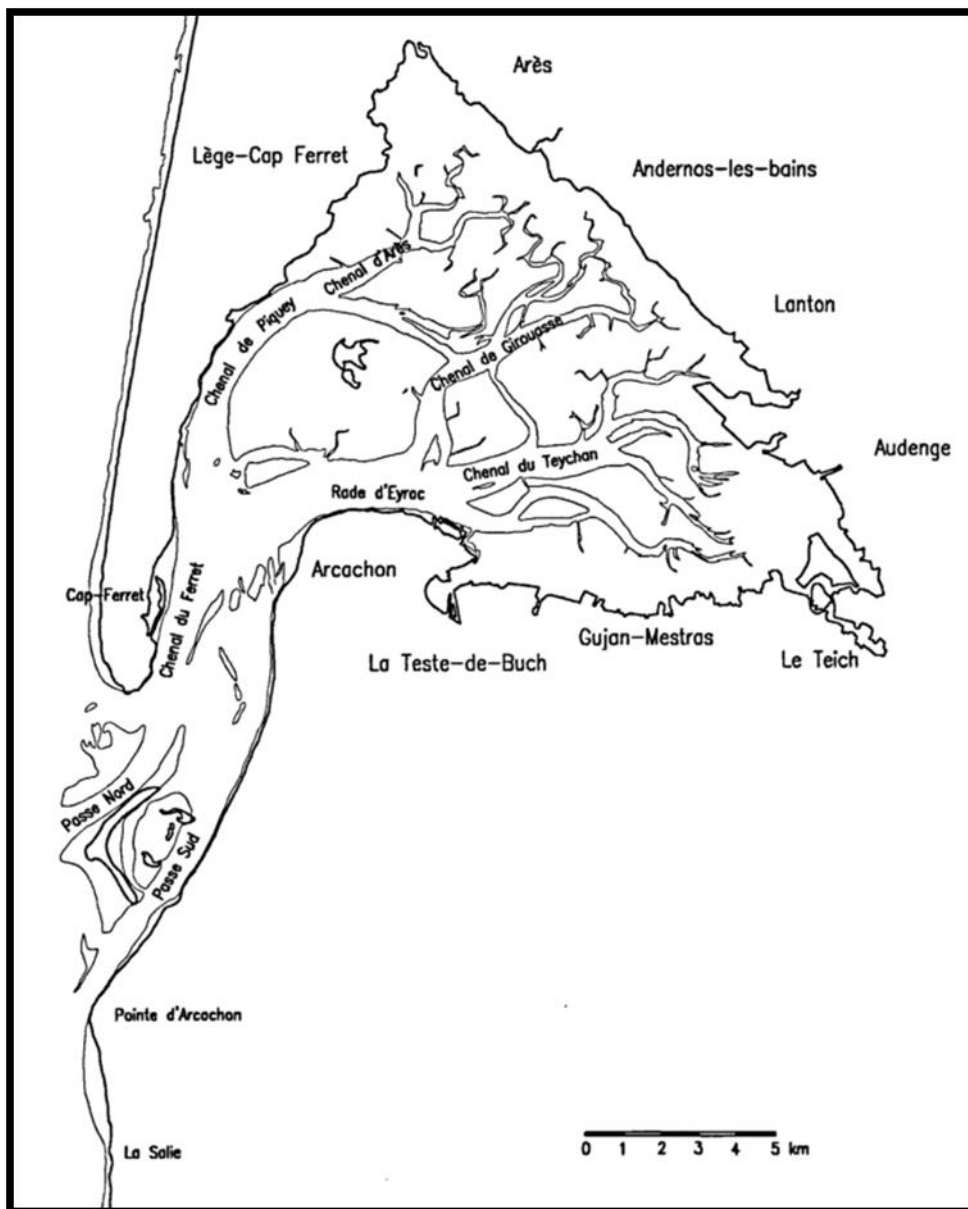 Arès
Lège-Cap Ferret
Andernos-les-bains
Chenal d'Arès
Lanton
Chenal de Piquey
Chenal de Girouasse
Audenge
Chenal du Teychan
Rade d'Eyrac
Arcachon
Cap-Ferret
Chenal du Ferret
Gujan-Mestras
La Teste-de-Buch
Le Teich
Passe Nord
Passe Sud
Pointe d'Arcachon
La Salie
0 1 2 3 4 5 km